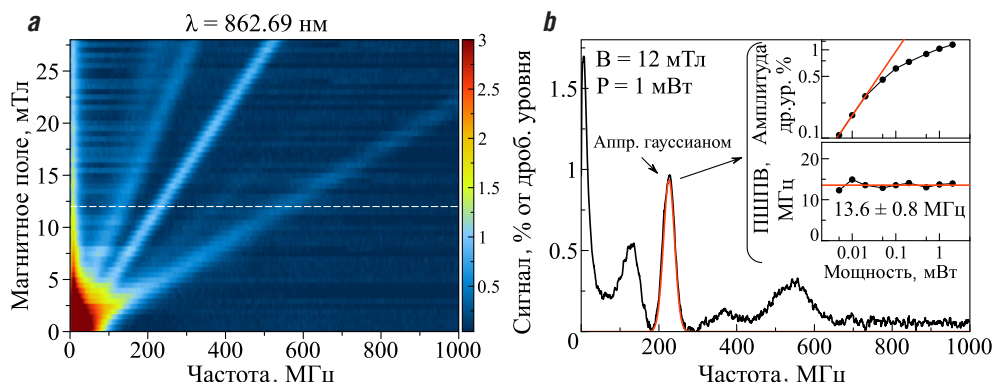 a
λ = 862.69 нм
Магнитное поле, мТл
25
20
15
10
5
0
0 200 400 600 800 1000
Частота, МГц
3
2.5
2
1.5
1
0.5
b
Сигнал, % от дроб. уровня
1.5
1
0.5
0
B = 12 мТл
P = 1 мВт
Аппр. гауссианом
0 200 400 600 800 1000
Частота, МГц
Амплитуда
др.ур. %
1
0.5
0.1
ПШПВ,
МГц
20
10
0
13.6 ± 0.8 МГц
0.01 0.1 1
Мощность, мВт